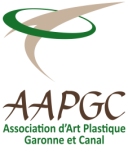 AAPGC
Association d'Art Plastique
Garonne et Canal